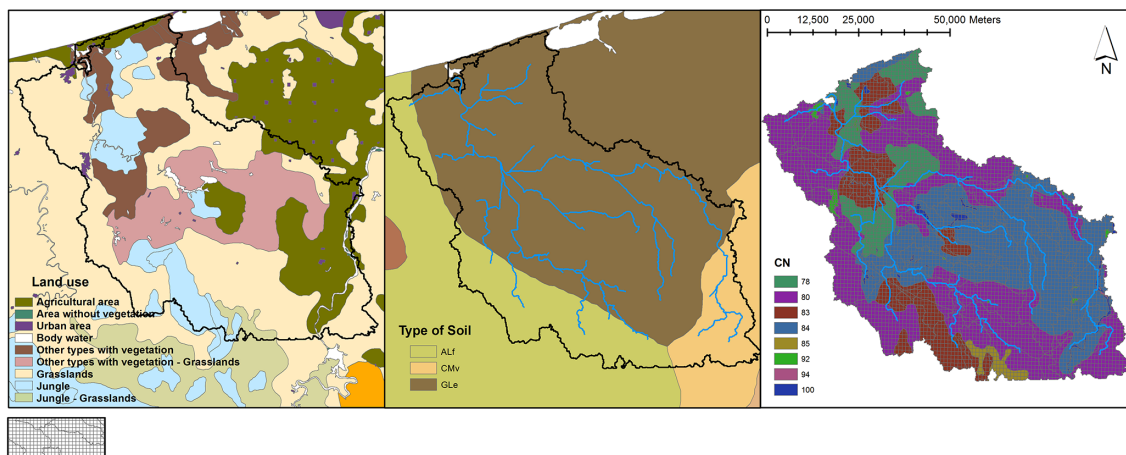 Land use
Agricultural area
Area without vegetation
Urban area
Body water
Other types with vegetation
Other types with vegetation - Grasslands
Grasslands
Jungle
Jungle - Grasslands
Type of Soil
ALf
CMv
GLe
0 12,500 25,000 50,000 Meters
N
CN
78
80
83
84
85
92
94
100